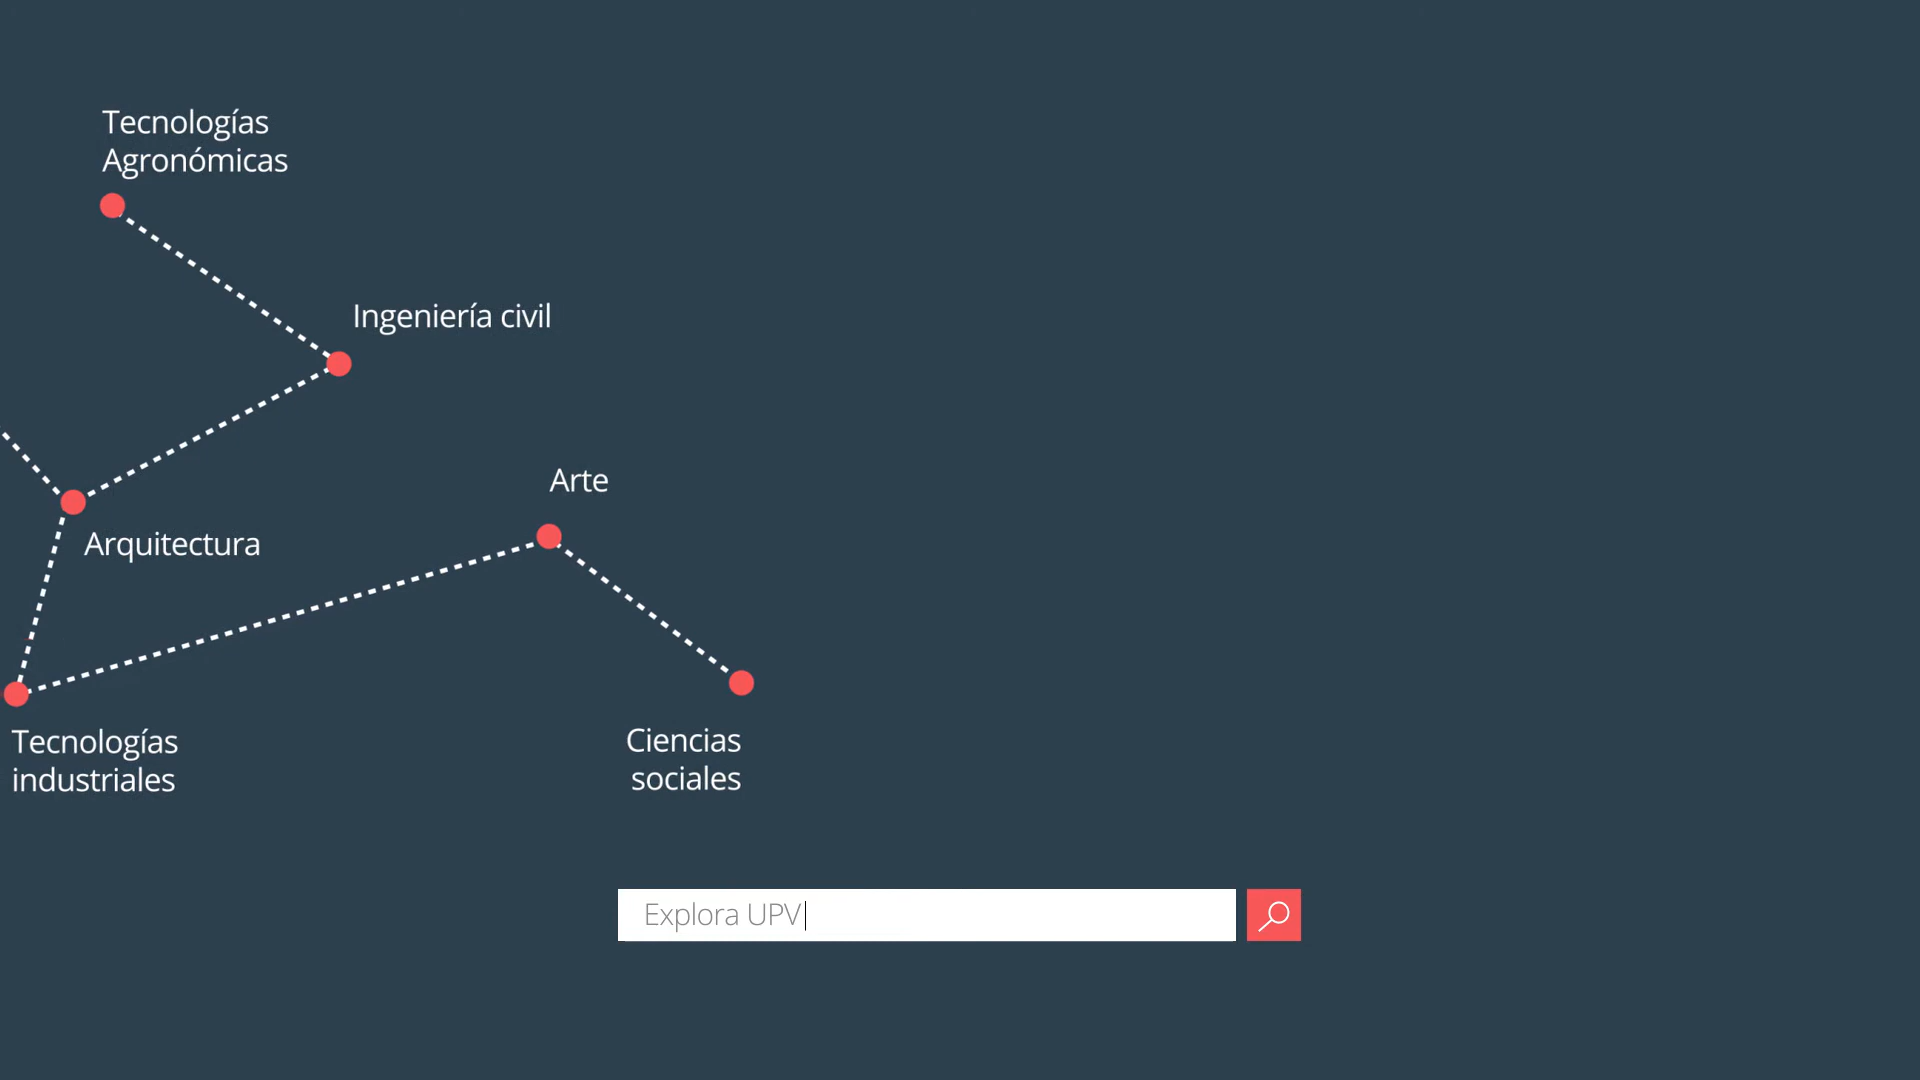 Tecnologías
Agronómicas
Ingeniería civil
Arte
Arquitectura
Tecnologías
industriales
Ciencias
sociales
Explora UPV